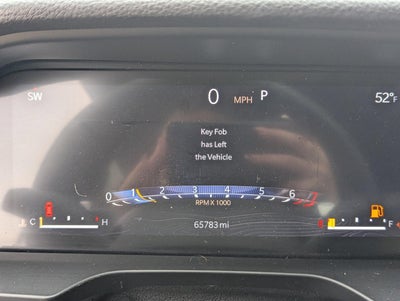 SW
0 MPH P
52°F
Key Fob
has Left
the Vehicle
0 2 3 4 5 6
RPM X 1000
C H
65783 mi
F